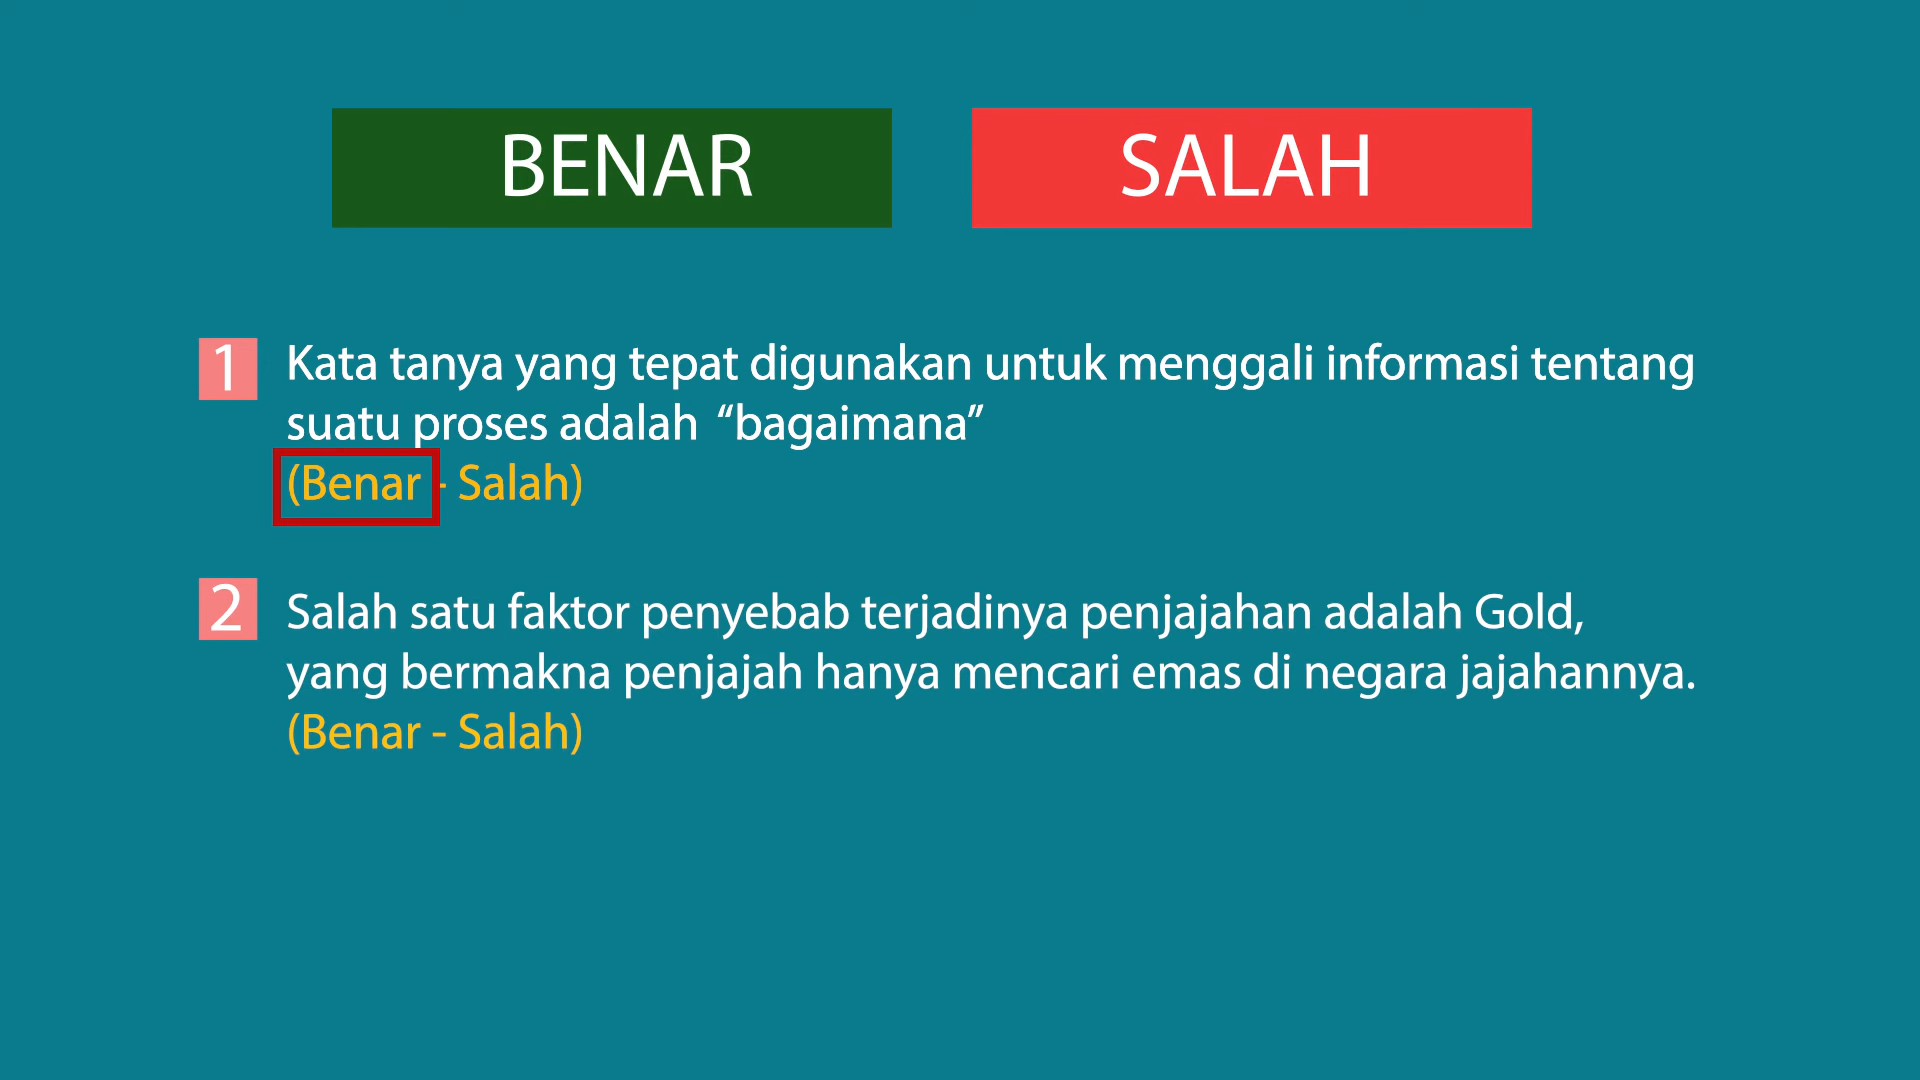 BENAR
SALAH
1
Kata tanya yang tepat digunakan untuk menggali informasi tentang
suatu proses adalah “bagaimana”
(Benar - Salah)
2
Salah satu faktor penyebab terjadinya penjajahan adalah Gold,
yang bermakna penjajah hanya mencari emas di negara jajahannya.
(Benar - Salah)